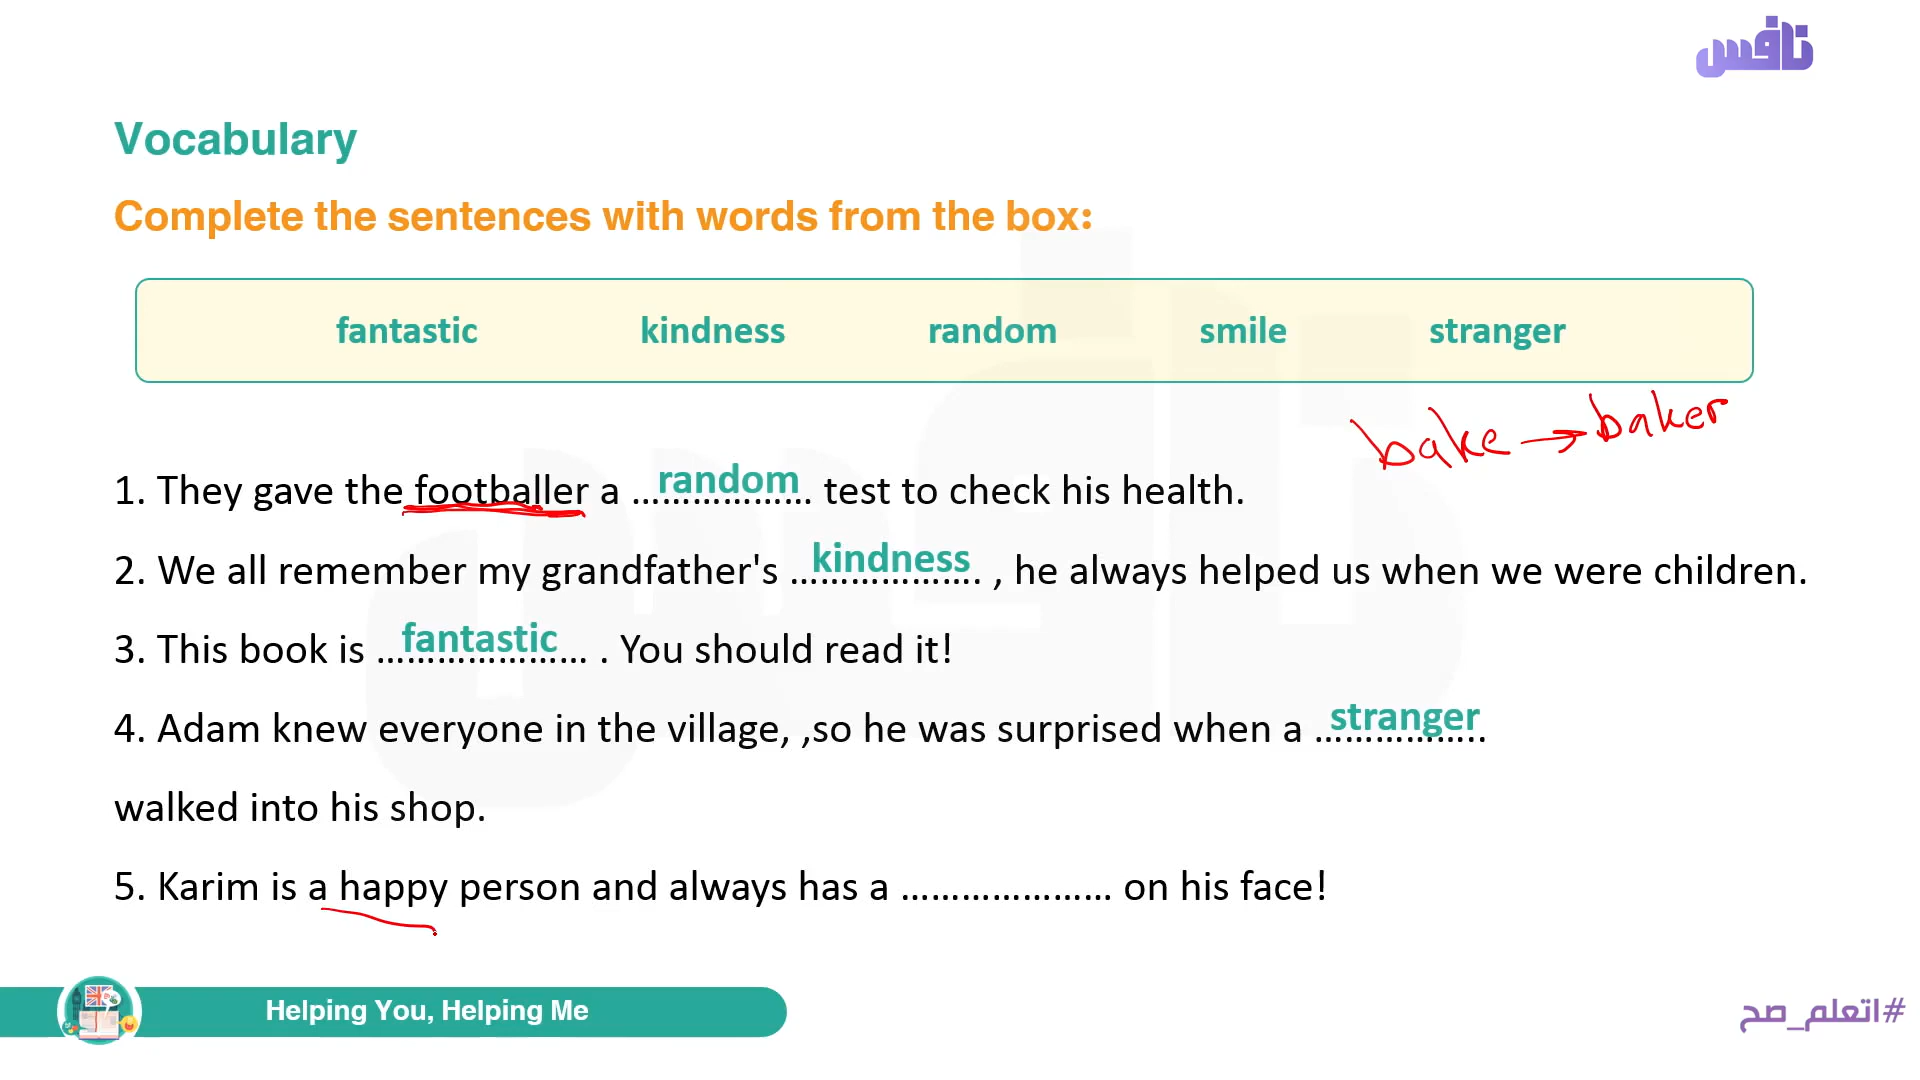 نافس
Vocabulary
Complete the sentences with words from the box:
fantastic kindness random smile stranger
bake → baker
1. They gave the footballer a ......random...... test to check his health.
2. We all remember my grandfather's ......kindness...... , he always helped us when we were children.
3. This book is ......fantastic...... . You should read it!
4. Adam knew everyone in the village, ,so he was surprised when a ......stranger......
walked into his shop.
5. Karim is a happy person and always has a ..................... on his face!
Helping You, Helping Me
#اتعلم_صح